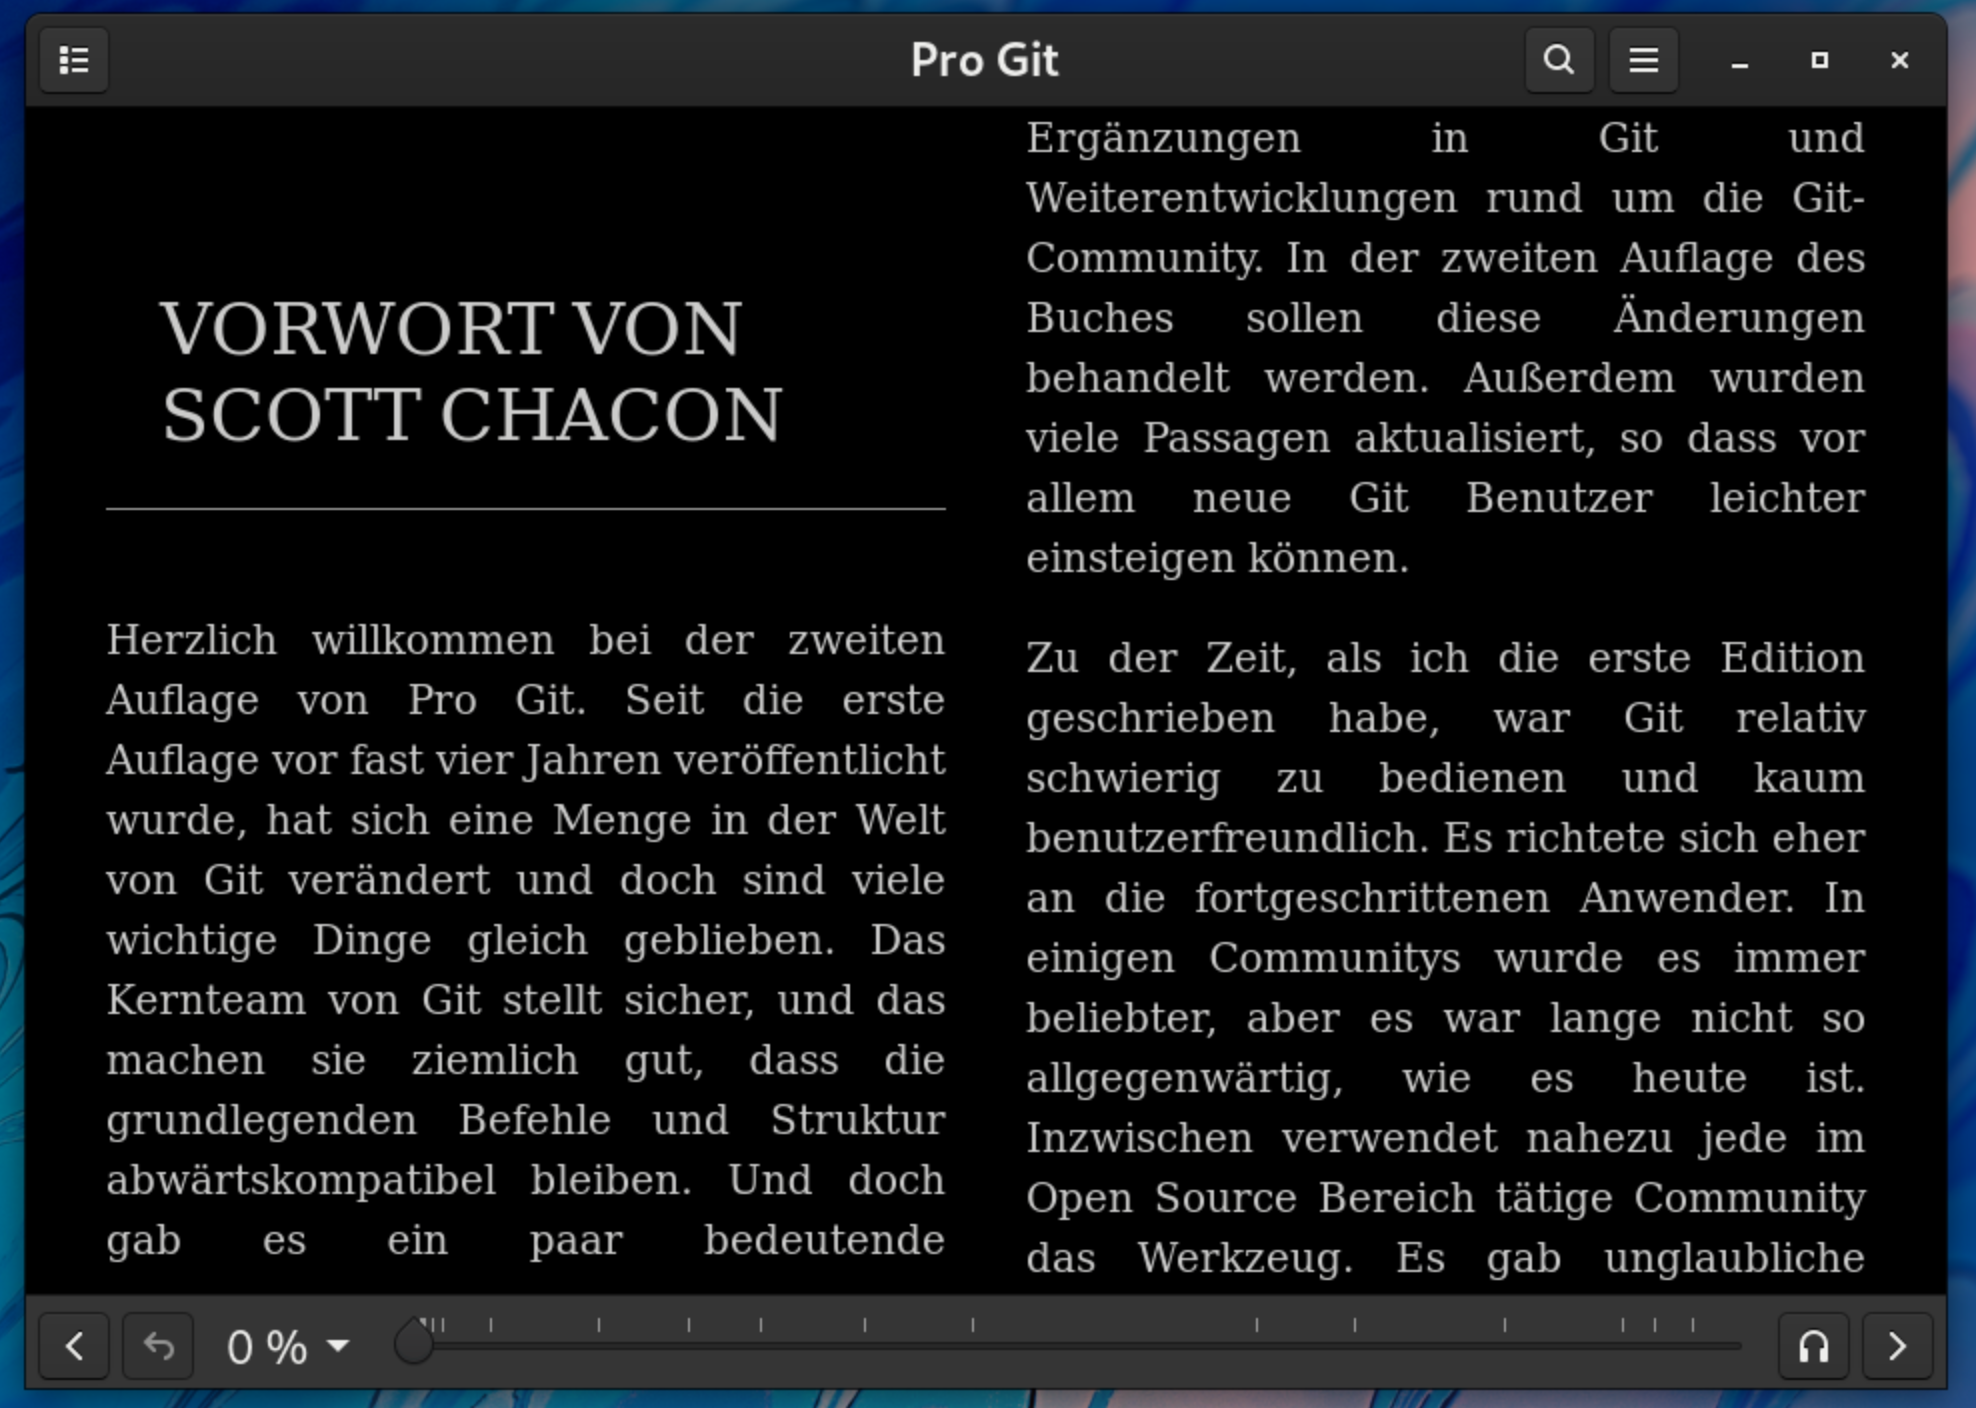 Pro Git
VORWORT VON
SCOTT CHACON
Herzlich willkommen bei der zweiten
Auflage von Pro Git. Seit die erste
Auflage vor fast vier Jahren veröffentlicht
wurde, hat sich eine Menge in der Welt
von Git verändert und doch sind viele
wichtige Dinge gleich geblieben. Das
Kernteam von Git stellt sicher, und das
machen sie ziemlich gut, dass die
grundlegenden Befehle und Struktur
abwärtskompatibel bleiben. Und doch
gab es ein paar bedeutende
Ergänzungen in Git und
Weiterentwicklungen rund um die Git-
Community. In der zweiten Auflage des
Buches sollen diese Änderungen
behandelt werden. Außerdem wurden
viele Passagen aktualisiert, so dass vor
allem neue Git Benutzer leichter
einsteigen können.
Zu der Zeit, als ich die erste Edition
geschrieben habe, war Git relativ
schwierig zu bedienen und kaum
benutzerfreundlich. Es richtete sich eher
an die fortgeschrittenen Anwender. In
einigen Communitys wurde es immer
beliebter, aber es war lange nicht so
allgegenwärtig, wie es heute ist.
Inzwischen verwendet nahezu jede im
Open Source Bereich tätige Community
das Werkzeug. Es gab unglaubliche
0 %